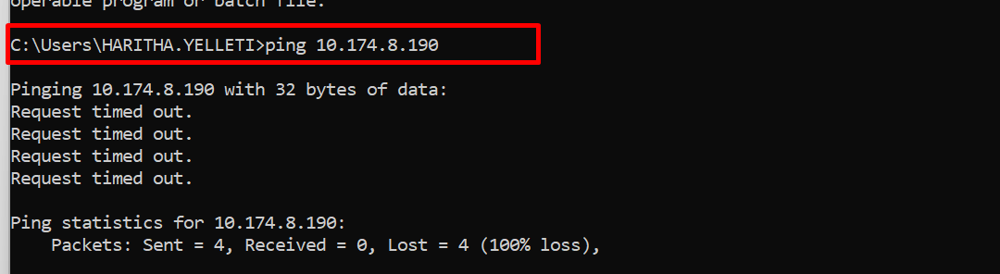 operable program or batch file.
C:\Users\HARITHA.YELLETI>ping 10.174.8.190
Pinging 10.174.8.190 with 32 bytes of data:
Request timed out.
Request timed out.
Request timed out.
Request timed out.
Ping statistics for 10.174.8.190:
    Packets: Sent = 4, Received = 0, Lost = 4 (100% loss),